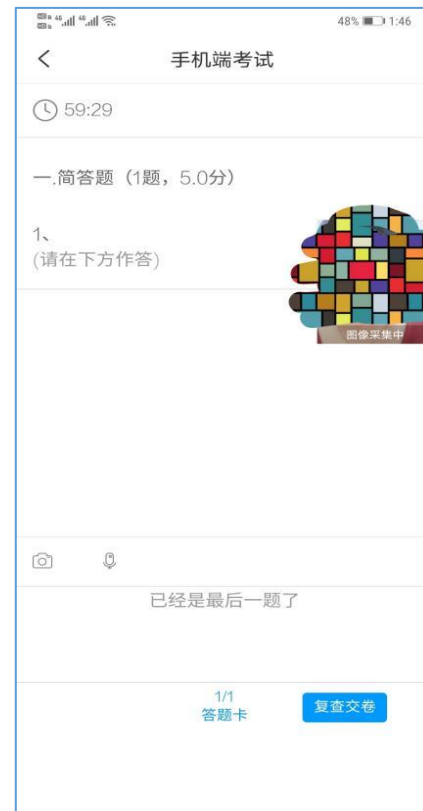 48% 1:46
手机端考试
59:29
一.简答题（1题，5.0分）
1、
(请在下方作答)
图像采集中
已经是最后一题了
1/1
答题卡
复查交卷